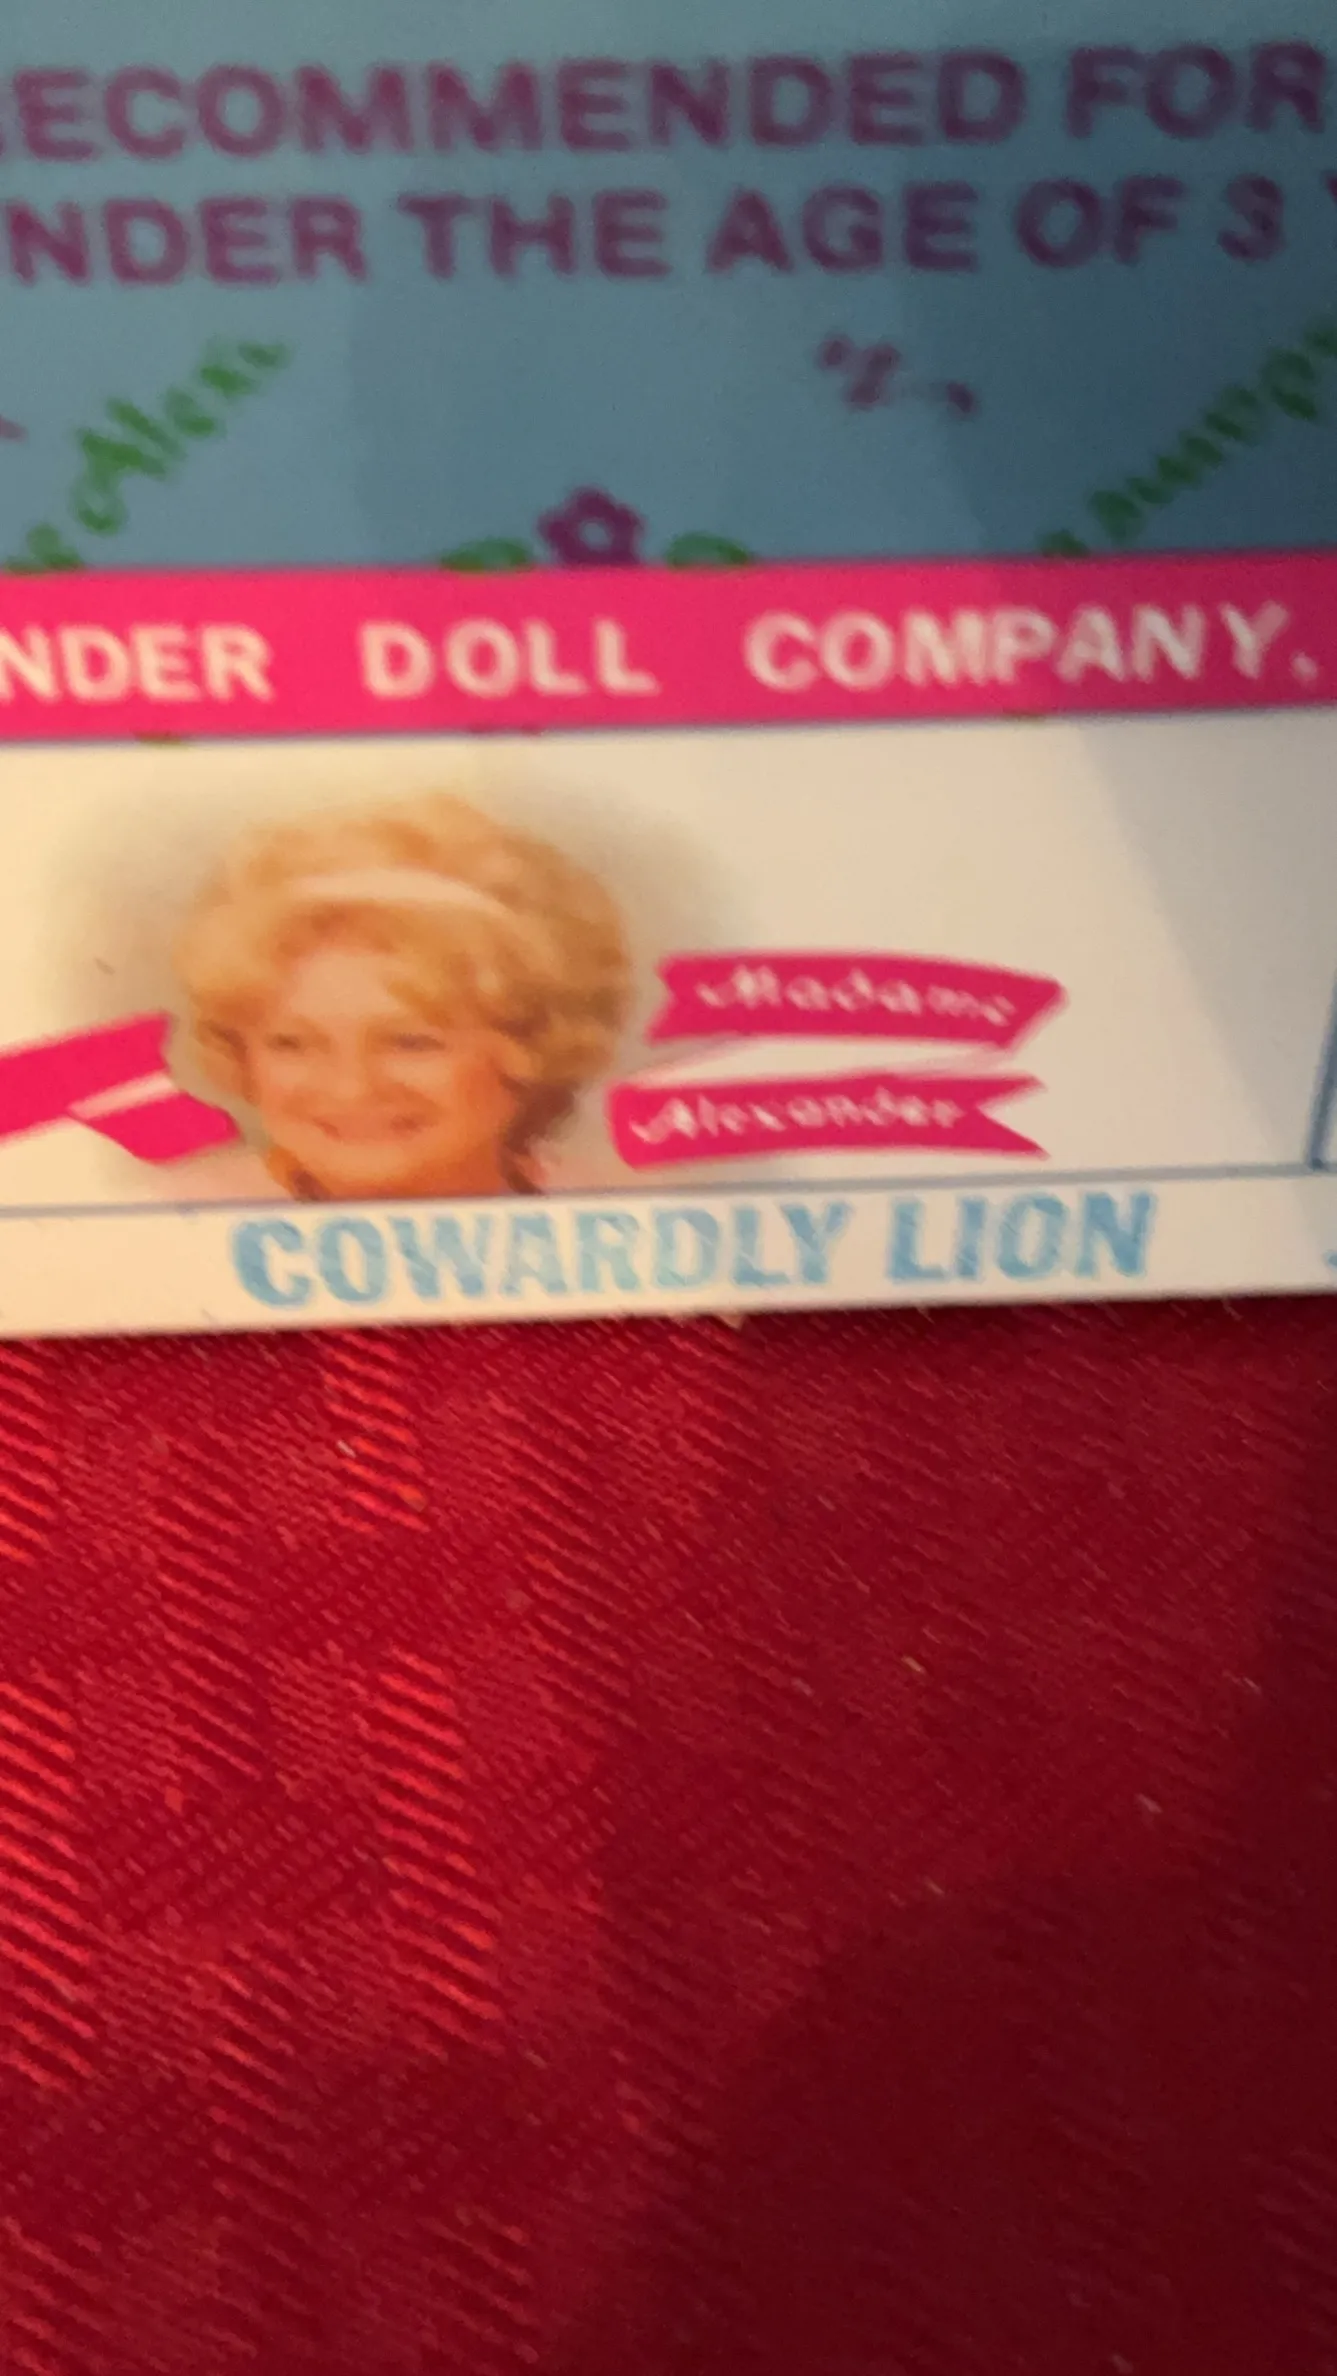 ECOMMENDED FOR
NDER THE AGE OF 3
NDER DOLL COMPANY,
Madame
Alexander
COWARDLY LION